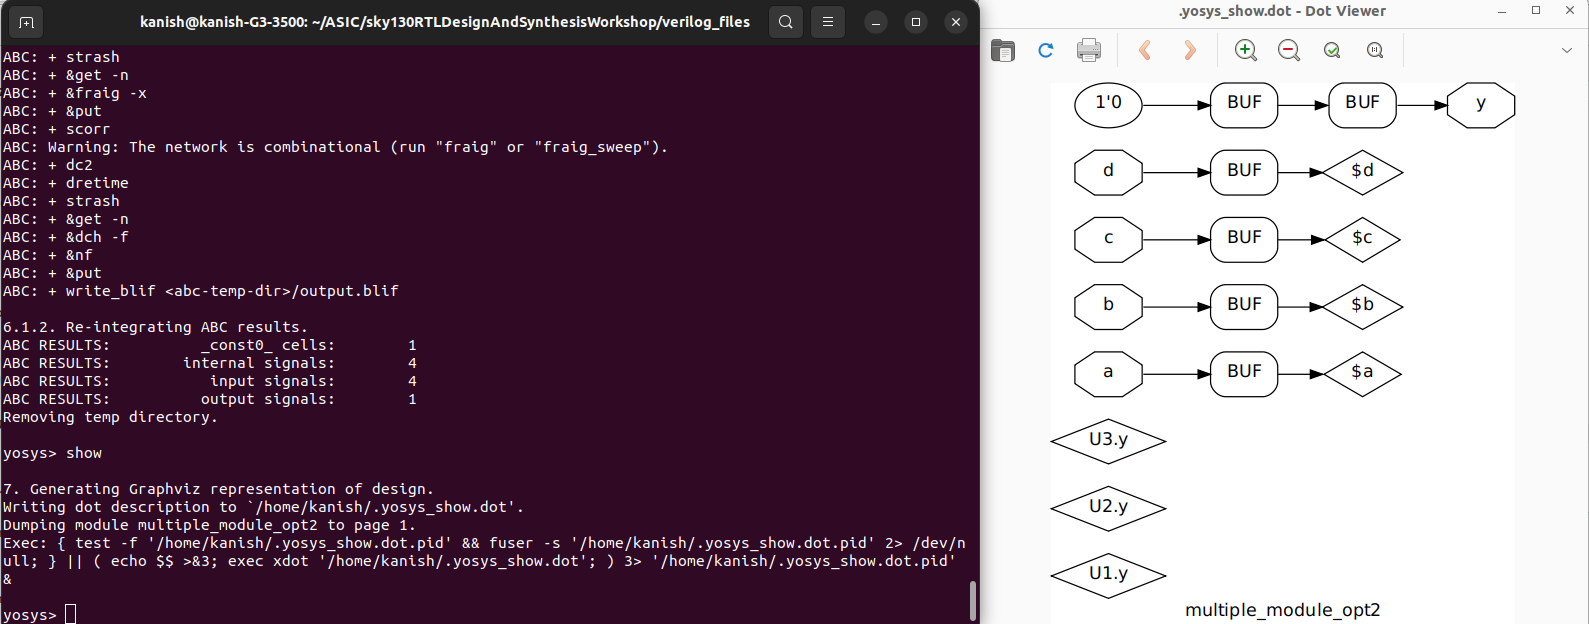 kanish@kanish-G3-3500: ~/ASIC/sky130RTLDesignAndSynthesisWorkshop/verilog_files
ABC: + strash
ABC: + &get -n
ABC: + &fraig -x
ABC: + &put
ABC: + scorr
ABC: Warning: The network is combinational (run "fraig" or "fraig_sweep").
ABC: + dc2
ABC: + dretime
ABC: + strash
ABC: + &get -n
ABC: + &dch -f
ABC: + &nf
ABC: + &put
ABC: + write_blif <abc-temp-dir>/output.blif
6.1.2. Re-integrating ABC results.
ABC RESULTS:          _const0_ cells:        1
ABC RESULTS:        internal signals:        4
ABC RESULTS:           input signals:        4
ABC RESULTS:          output signals:        1
Removing temp directory.
yosys> show
7. Generating Graphviz representation of design.
Writing dot description to `/home/kanish/.yosys_show.dot'.
Dumping module multiple_module_opt2 to page 1.
Exec: { test -f '/home/kanish/.yosys_show.dot.pid' && fuser -s '/home/kanish/.yosys_show.dot.pid' 2> /dev/n
ull; } || ( echo $$ >&3; exec xdot '/home/kanish/.yosys_show.dot'; ) 3> '/home/kanish/.yosys_show.dot.pid'
&
yosys>
.yosys_show.dot - Dot Viewer
1'0 BUF BUF y
d BUF $d
c BUF $c
b BUF $b
a BUF $a
U3.y
U2.y
U1.y
multiple_module_opt2